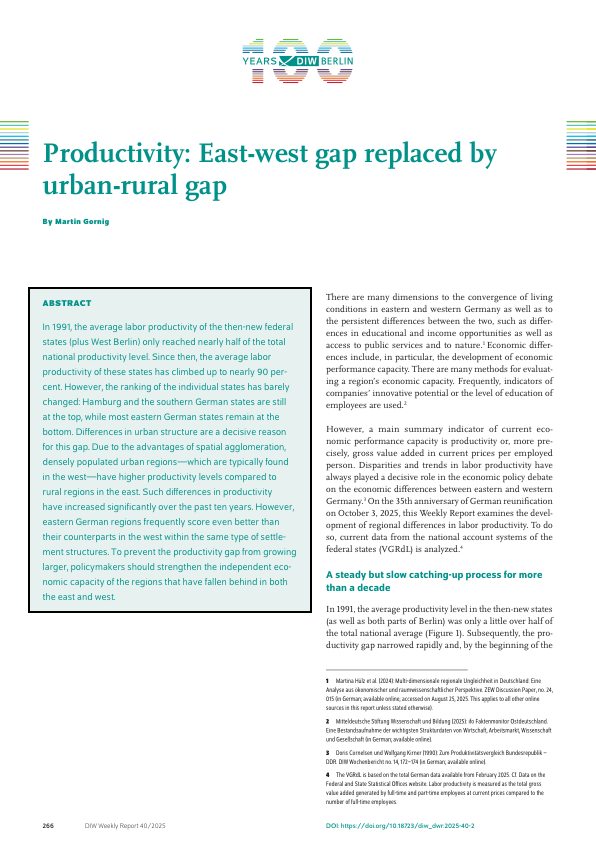 100
YEARS DIW BERLIN
Productivity: East-west gap replaced by
urban-rural gap
By Martin Gornig
ABSTRACT
In 1991, the average labor productivity of the then-new federal
states (plus West Berlin) only reached nearly half of the total
national productivity level. Since then, the average labor
productivity of these states has climbed up to nearly 90 per-
cent. However, the ranking of the individual states has barely
changed: Hamburg and the southern German states are still
at the top, while most eastern German states remain at the
bottom. Differences in urban structure are a decisive reason
for this gap. Due to the advantages of spatial agglomeration,
densely populated urban regions—which are typically found
in the west—have higher productivity levels compared to
rural regions in the east. Such differences in productivity
have increased significantly over the past ten years. However,
eastern German regions frequently score even better than
their counterparts in the west within the same type of settle-
ment structures. To prevent the productivity gap from growing
larger, policymakers should strengthen the independent eco-
nomic capacity of the regions that have fallen behind in both
the east and west.
There are many dimensions to the convergence of living
conditions in eastern and western Germany as well as to
the persistent differences between the two, such as differ-
ences in educational and income opportunities as well as
access to public services and to nature.1 Economic differ-
ences include, in particular, the development of economic
performance capacity. There are many methods for evaluat-
ing a region's economic capacity. Frequently, indicators of
companies' innovative potential or the level of education of
employees are used.2
However, a main summary indicator of current eco-
nomic performance capacity is productivity or, more pre-
cisely, gross value added in current prices per employed
person. Disparities and trends in labor productivity have
always played a decisive role in the economic policy debate
on the economic differences between eastern and western
Germany.3 On the 35th anniversary of German reunification
on October 3, 2025, this Weekly Report examines the devel-
opment of regional differences in labor productivity. To do
so, current data from the national account systems of the
federal states (VGRdL) is analyzed.4
A steady but slow catching-up process for more
than a decade
In 1991, the average productivity level in the then-new states
(as well as both parts of Berlin) was only a little over half of
the total national average (Figure 1). Subsequently, the pro-
ductivity gap narrowed rapidly and, by the beginning of the
1 Martina Hülz et al. (2024): Multi-dimensionale regionale Ungleichheit in Deutschland: Eine
Analyse aus ökonomischer und raumwissenschaftlicher Perspektive. ZEW Discussion Paper, no. 24,
015 (in German; available online; accessed on August 25, 2025. This applies to all other online
sources in this report unless stated otherwise).
2 Mitteldeutsche Stiftung Wissenschaft und Bildung (2025): ifo Faktenmonitor Ostdeutschland.
Eine Bestandsaufnahme der wichtigsten Strukturdaten von Wirtschaft, Arbeitsmarkt, Wissenschaft
und Gesellschaft (in German; available online).
3 Doris Cornelsen und Wolfgang Kirner (1990): Zum Produktivitätsvergleich Bundesrepublik –
DDR. DIW Wochenbericht no. 14, 172–174 (in German; available online).
4 The VGRdL is based on the total German data available from February 2025. Cf. Data on the
Federal and State Statistical Offices website. Labor productivity is measured as the total gross
value added generated by full-time and part-time employees at current prices compared to the
number of full-time employees.
266 DIW Weekly Report 40/2025 DOI: https://doi.org/10.18723/diw_dwr:2025-40-2